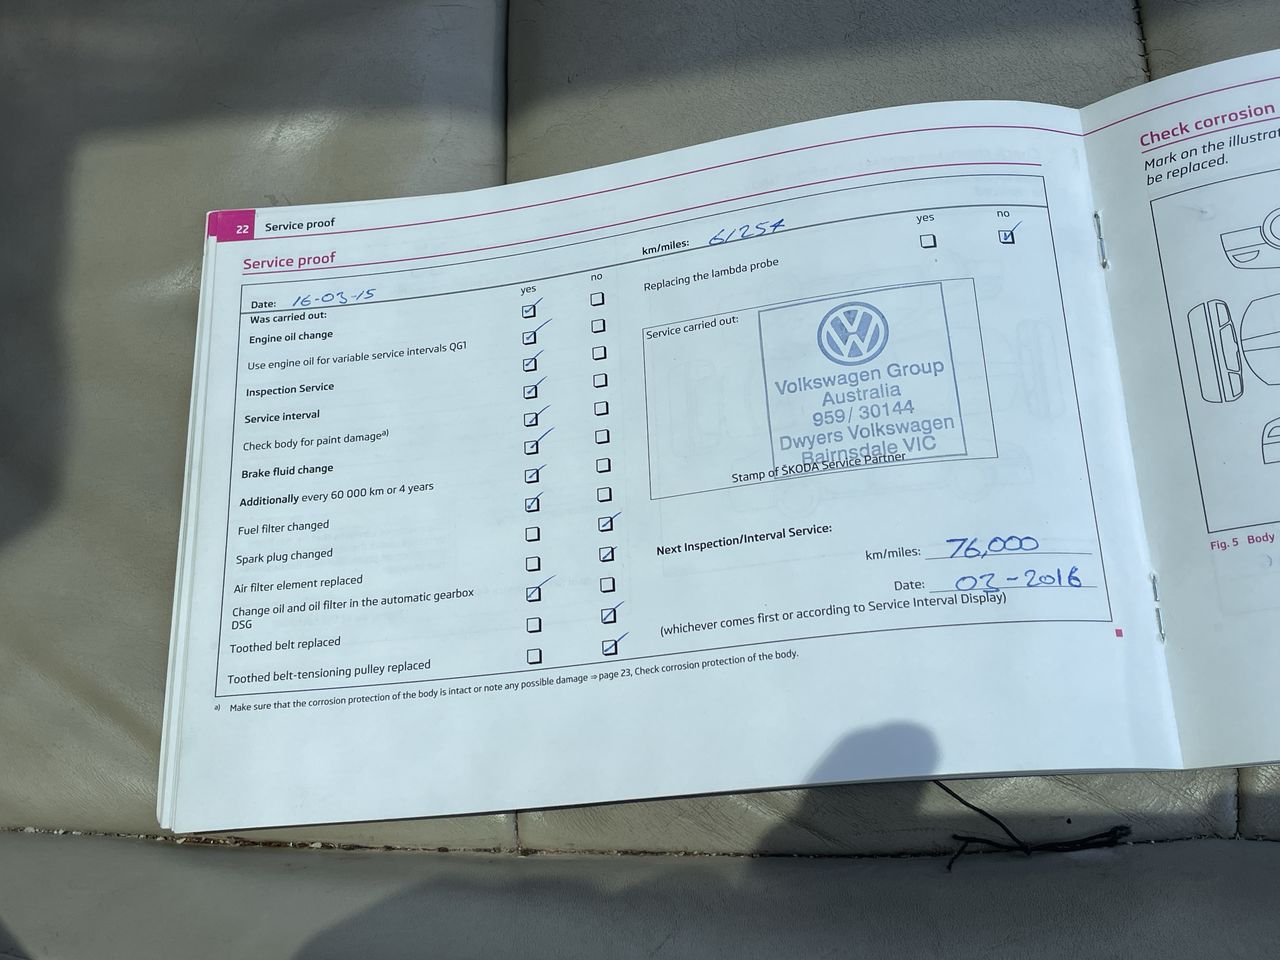 22 Service proof
Service proof
Date: 16-03-15
km/miles: 61254
yes no
Was carried out:
Engine oil change
Use engine oil for variable service intervals QG1
Inspection Service
Service interval
Check body for paint damage a)
Brake fluid change
Additionally every 60 000 km or 4 years
Fuel filter changed
Spark plug changed
Air filter element replaced
Change oil and oil filter in the automatic gearbox
DSG
Toothed belt replaced
Toothed belt-tensioning pulley replaced
yes no
Replacing the lambda probe
Service carried out:
Volkswagen Group
Australia
959/ 30144
Dwyers Volkswagen
Bairnsdale VIC
Stamp of ŠKODA Service Partner
Next Inspection/Interval Service:
km/miles: 76,000
Date: 03-2016
(whichever comes first or according to Service Interval Display)
a) Make sure that the corrosion protection of the body is intact or note any possible damage ⇒ page 23, Check corrosion protection of the body.
Check corrosion
Mark on the illustrat
be replaced.
Fig. 5 Body